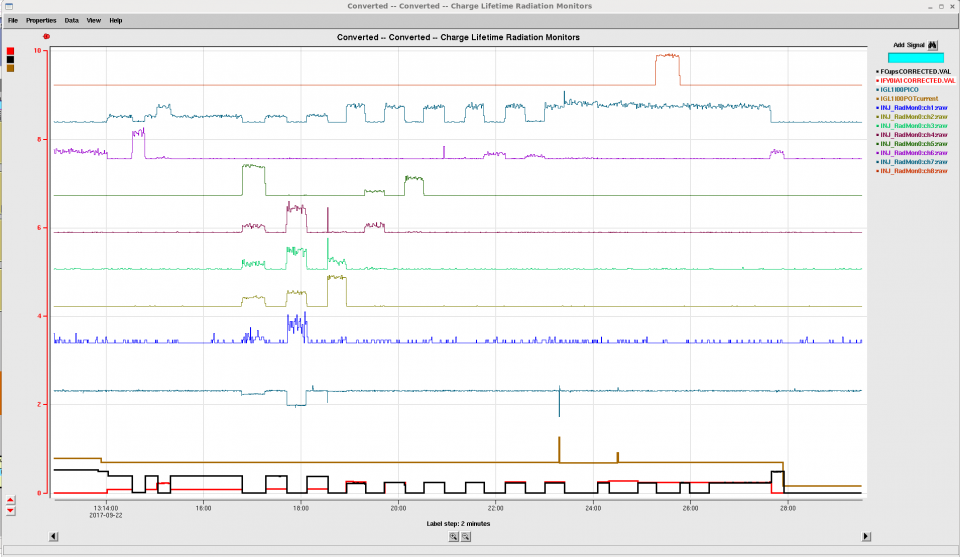 Converted -- Converted -- Charge Lifetime Radiation Monitors
File Properties Data View Help
Converted -- Converted -- Charge Lifetime Radiation Monitors
Add Signal
FCupsCORRECTED.VAL
IFY0IA1CORRECTED.VAL
IGL1I00PICO
IGL1I00POTcurrent
INJ_RadMon0:ch1:raw
INJ_RadMon0:ch2:raw
INJ_RadMon0:ch3:raw
INJ_RadMon0:ch4:raw
INJ_RadMon0:ch5:raw
INJ_RadMon0:ch6:raw
INJ_RadMon0:ch7:raw
INJ_RadMon0:ch8:raw
10
8
6
4
2
0
13:14:00 16:00 18:00 20:00 22:00 24:00 26:00 28:00
2017-09-22
Label step: 2 minutes